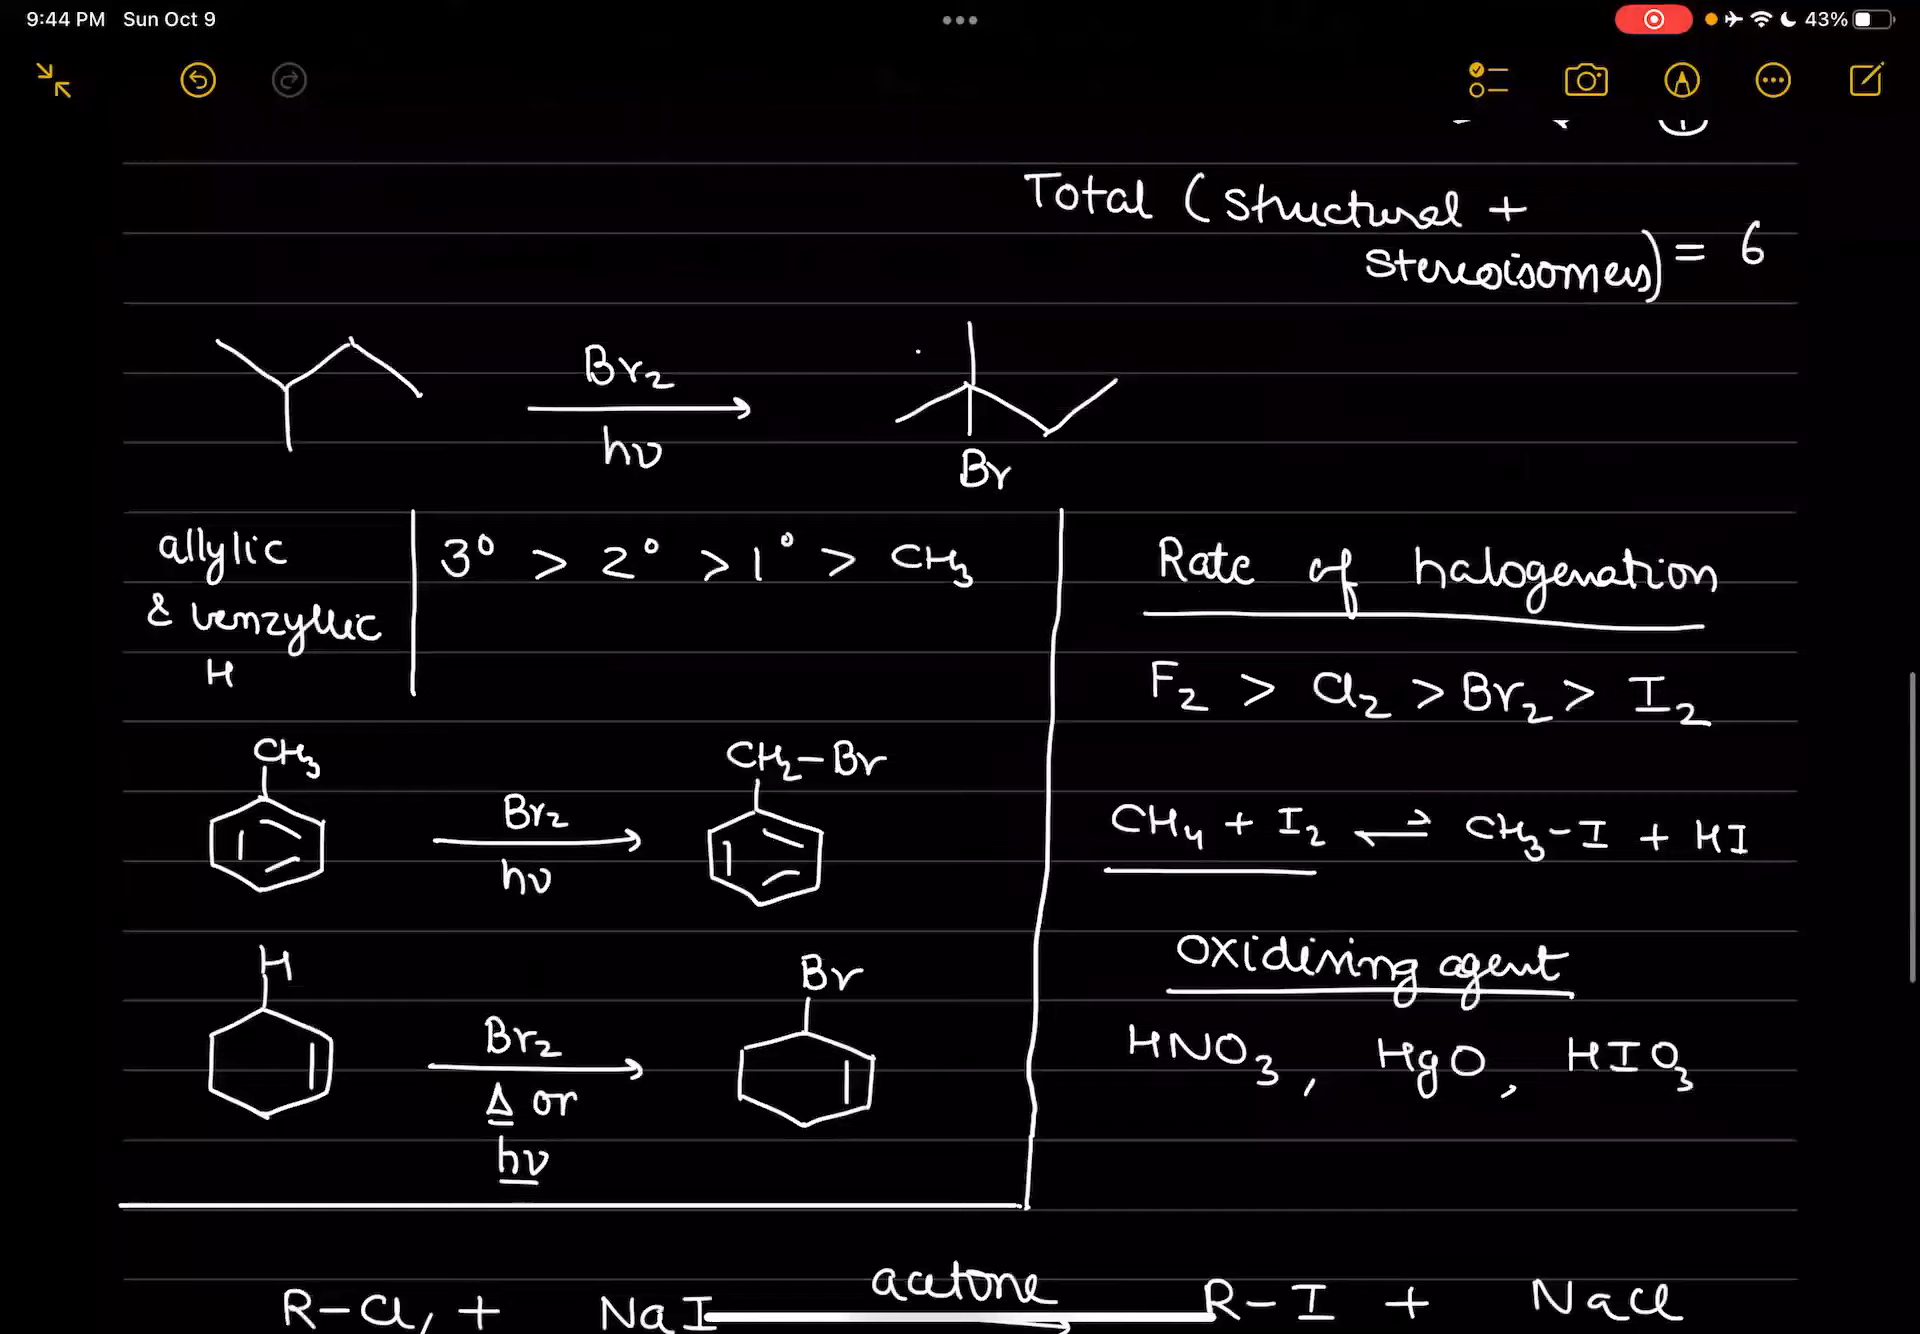 9:44 PM Sun Oct 9
43%
Total (structural +
stereoisomers) = 6
Br2
hν
Br
allylic
& benzyllic
H
3° > 2° > 1° > CH3
Rate of halogenation
F2 > Cl2 > Br2 > I2
CH3
Br2
hν
CH2-Br
CH4 + I2 ⇌ CH3-I + HI
oxidising agent
HNO3, HgO, HIO3
H
Br2
Δ or
hν
Br
acetone
R-Cl, + NaI → R-I + NaCl